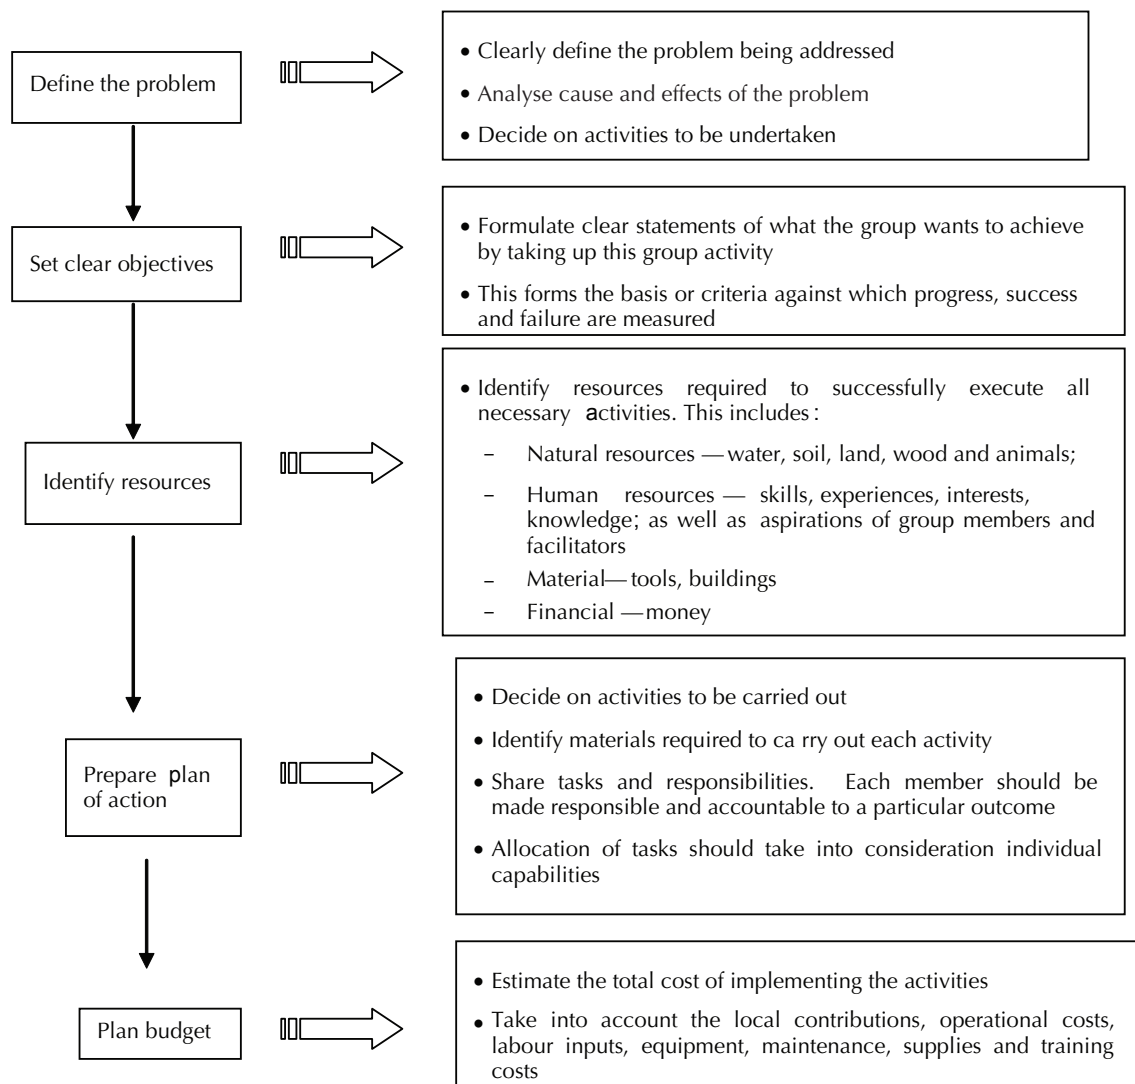 Define the problem
• Clearly define the problem being addressed
• Analyse cause and effects of the problem
• Decide on activities to be undertaken
Set clear objectives
• Formulate clear statements of what the group wants to achieve
by taking up this group activity
• This forms the basis or criteria against which progress, success
and failure are measured
Identify resources
• Identify resources required to successfully execute all
necessary activities. This includes :
– Natural resources — water, soil, land, wood and animals;
– Human resources — skills, experiences, interests,
knowledge; as well as aspirations of group members and
facilitators
– Material— tools, buildings
– Financial — money
Prepare plan
of action
• Decide on activities to be carried out
• Identify materials required to ca rry out each activity
• Share tasks and responsibilities. Each member should be
made responsible and accountable to a particular outcome
• Allocation of tasks should take into consideration individual
capabilities
Plan budget
• Estimate the total cost of implementing the activities
• Take into account the local contributions, operational costs,
labour inputs, equipment, maintenance, supplies and training
costs